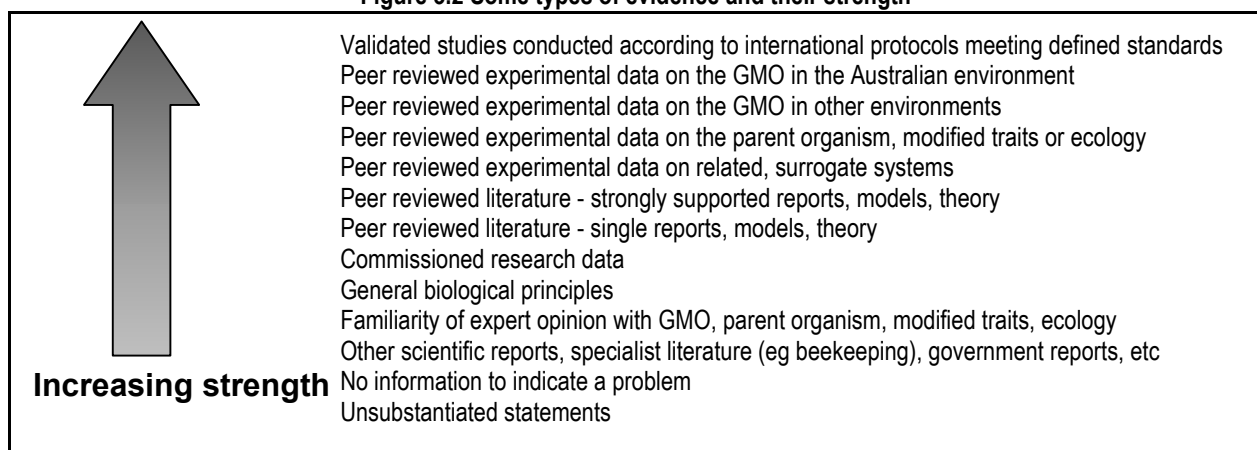 Validated studies conducted according to international protocols meeting defined standards
Peer reviewed experimental data on the GMO in the Australian environment
Peer reviewed experimental data on the GMO in other environments
Peer reviewed experimental data on the parent organism, modified traits or ecology
Peer reviewed experimental data on related, surrogate systems
Peer reviewed literature - strongly supported reports, models, theory
Peer reviewed literature - single reports, models, theory
Commissioned research data
General biological principles
Familiarity of expert opinion with GMO, parent organism, modified traits, ecology
Other scientific reports, specialist literature (eg beekeeping), government reports, etc
Increasing strength No information to indicate a problem
Unsubstantiated statements